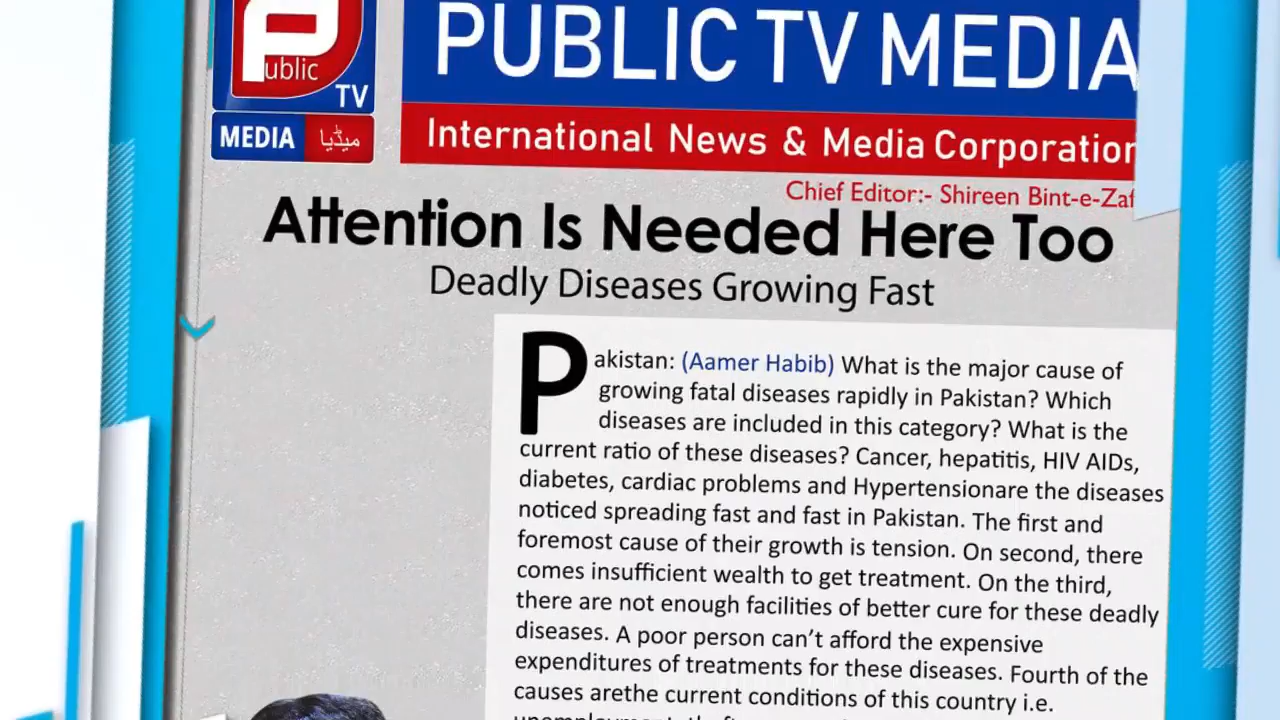 Public
TV
MEDIA میڈیا
PUBLIC TV MEDIA
International News & Media Corporation
Chief Editor:- Shireen Bint-e-Zaf
Attention Is Needed Here Too
Deadly Diseases Growing Fast
Pakistan: (Aamer Habib) What is the major cause of
growing fatal diseases rapidly in Pakistan? Which
diseases are included in this category? What is the
current ratio of these diseases? Cancer, hepatitis, HIV AIDs,
diabetes, cardiac problems and Hypertensionare the diseases
noticed spreading fast and fast in Pakistan. The first and
foremost cause of their growth is tension. On second, there
comes insufficient wealth to get treatment. On the third,
there are not enough facilities of better cure for these deadly
diseases. A poor person can't afford the expensive
expenditures of treatments for these diseases. Fourth of the
causes arethe current conditions of this country i.e.